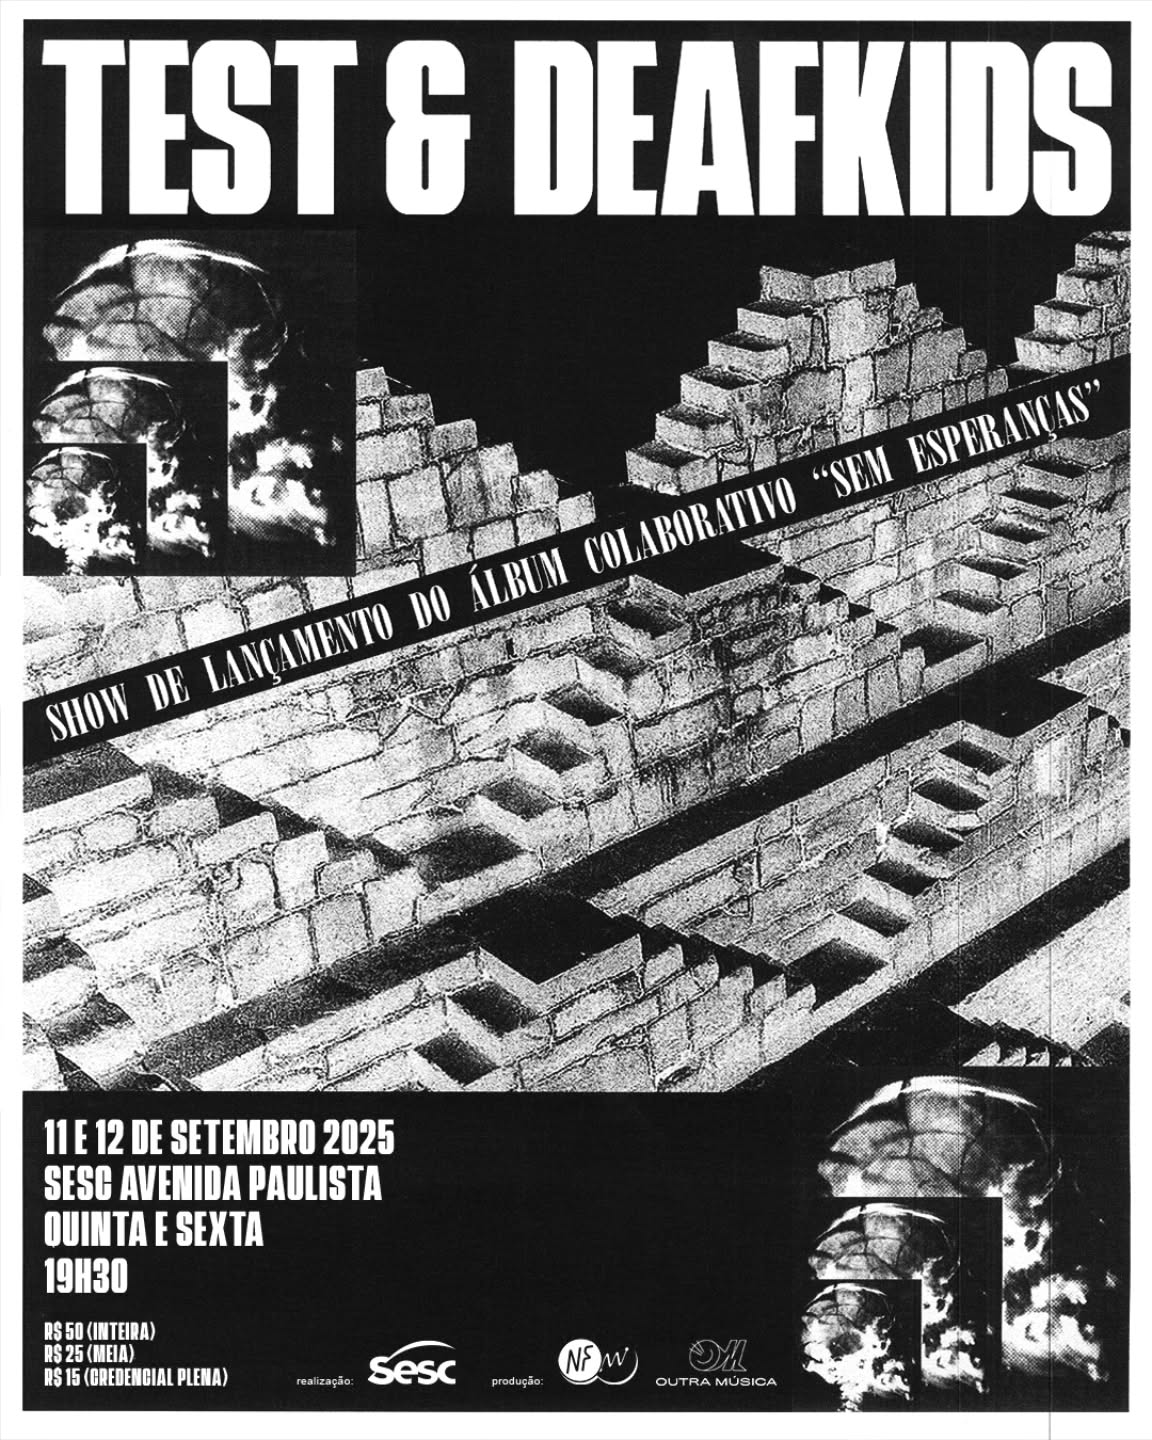 TEST & DEAFKIDS
SHOW DE LANÇAMENTO DO ÁLBUM COLABORATIVO “SEM ESPERANÇAS”
11 E 12 DE SETEMBRO 2025
SESC AVENIDA PAULISTA
QUINTA E SEXTA
19H30
R$ 50 (INTEIRA)
R$ 25 (MEIA)
R$ 15 (CREDENCIAL PLENA)
realização:
Sesc
produção:
NF
OUTRA MÚSICA